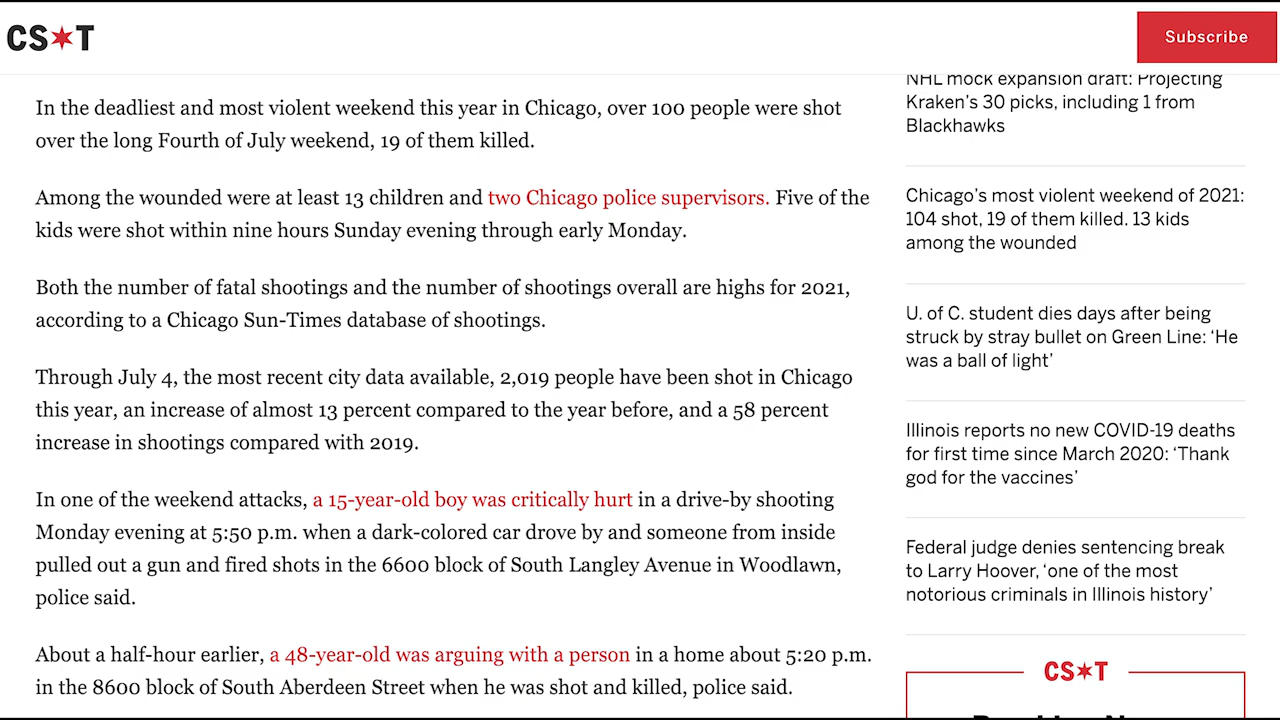 CS★T
Subscribe
In the deadliest and most violent weekend this year in Chicago, over 100 people were shot
over the long Fourth of July weekend, 19 of them killed.
Among the wounded were at least 13 children and two Chicago police supervisors. Five of the
kids were shot within nine hours Sunday evening through early Monday.
Both the number of fatal shootings and the number of shootings overall are highs for 2021,
according to a Chicago Sun-Times database of shootings.
Through July 4, the most recent city data available, 2,019 people have been shot in Chicago
this year, an increase of almost 13 percent compared to the year before, and a 58 percent
increase in shootings compared with 2019.
In one of the weekend attacks, a 15-year-old boy was critically hurt in a drive-by shooting
Monday evening at 5:50 p.m. when a dark-colored car drove by and someone from inside
pulled out a gun and fired shots in the 6600 block of South Langley Avenue in Woodlawn,
police said.
About a half-hour earlier, a 48-year-old was arguing with a person in a home about 5:20 p.m.
in the 8600 block of South Aberdeen Street when he was shot and killed, police said.
NHL mock expansion draft: Projecting
Kraken's 30 picks, including 1 from
Blackhawks
Chicago's most violent weekend of 2021:
104 shot, 19 of them killed. 13 kids
among the wounded
U. of C. student dies days after being
struck by stray bullet on Green Line: 'He
was a ball of light'
Illinois reports no new COVID-19 deaths
for first time since March 2020: 'Thank
god for the vaccines'
Federal judge denies sentencing break
to Larry Hoover, 'one of the most
notorious criminals in Illinois history'
CS★T